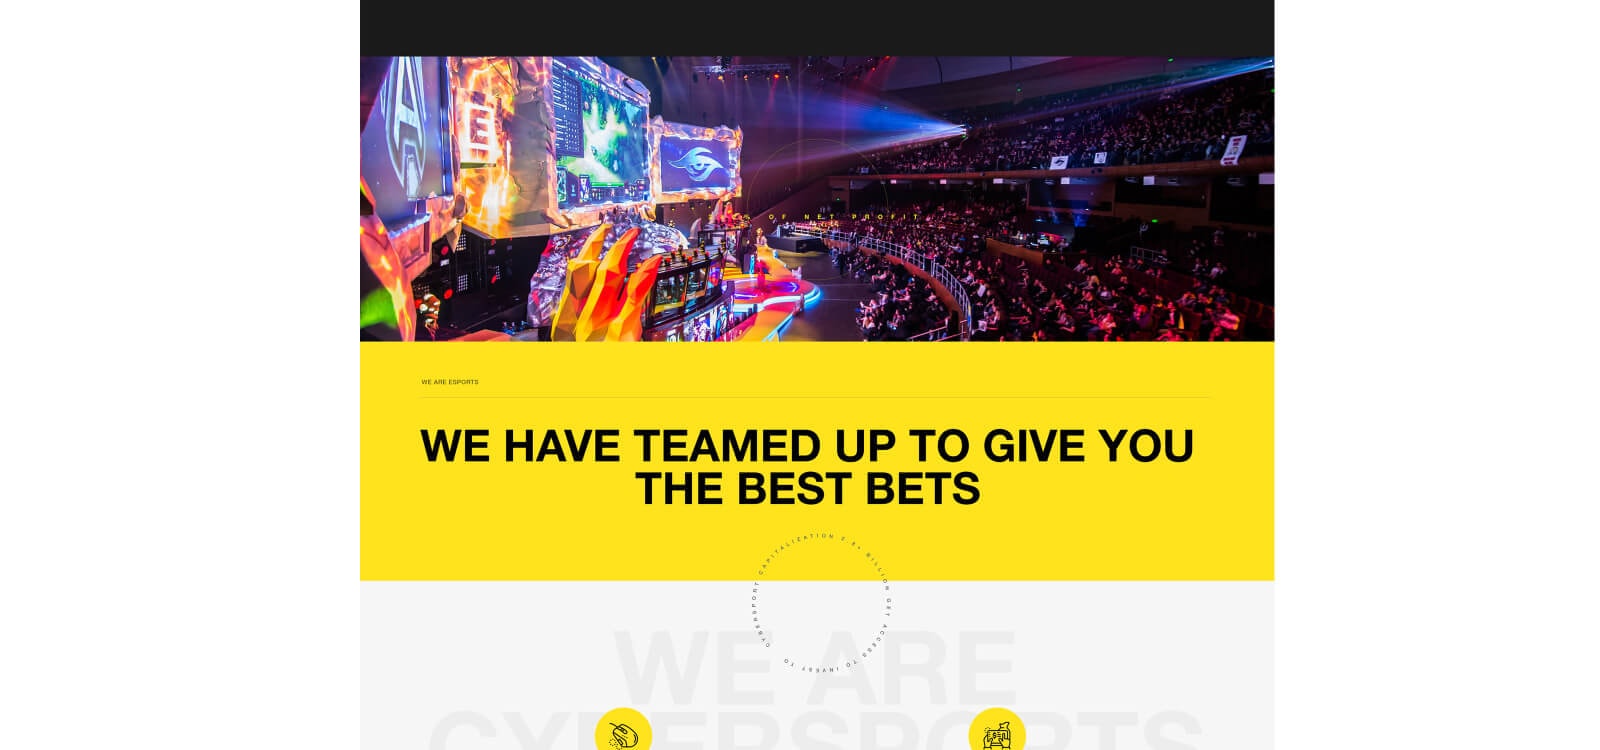 E
OF NET PROFIT
WE ARE ESPORTS
WE HAVE TEAMED UP TO GIVE YOU
THE BEST BETS
CYBERSPORT CAPITALIZATION 2.5+ BILLION GET ACCESS TO INVEST TO
WE ARE
CYBERSPORTS